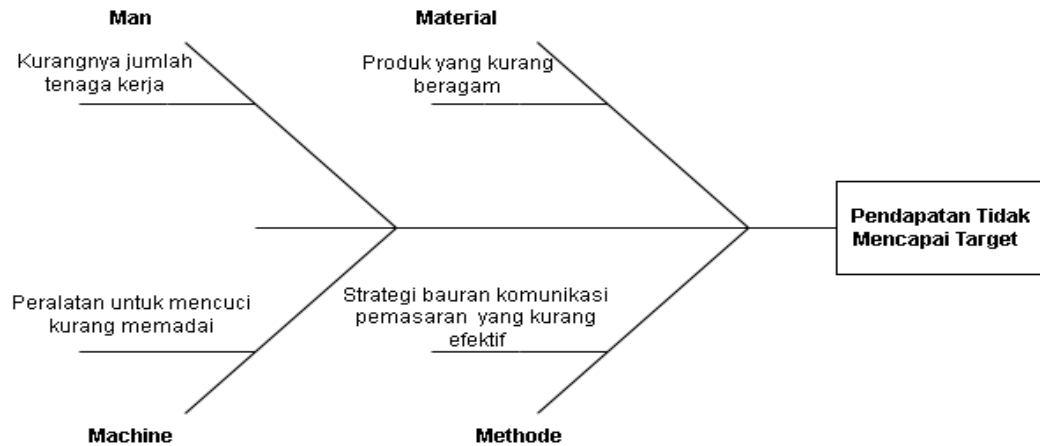 Man
Kurangnya jumlah
tenaga kerja
Material
Produk yang kurang
beragam
Pendapatan Tidak
Mencapai Target
Peralatan untuk mencuci
kurang memadai
Machine
Strategi bauran komunikasi
pemasaran yang kurang
efektif
Methode